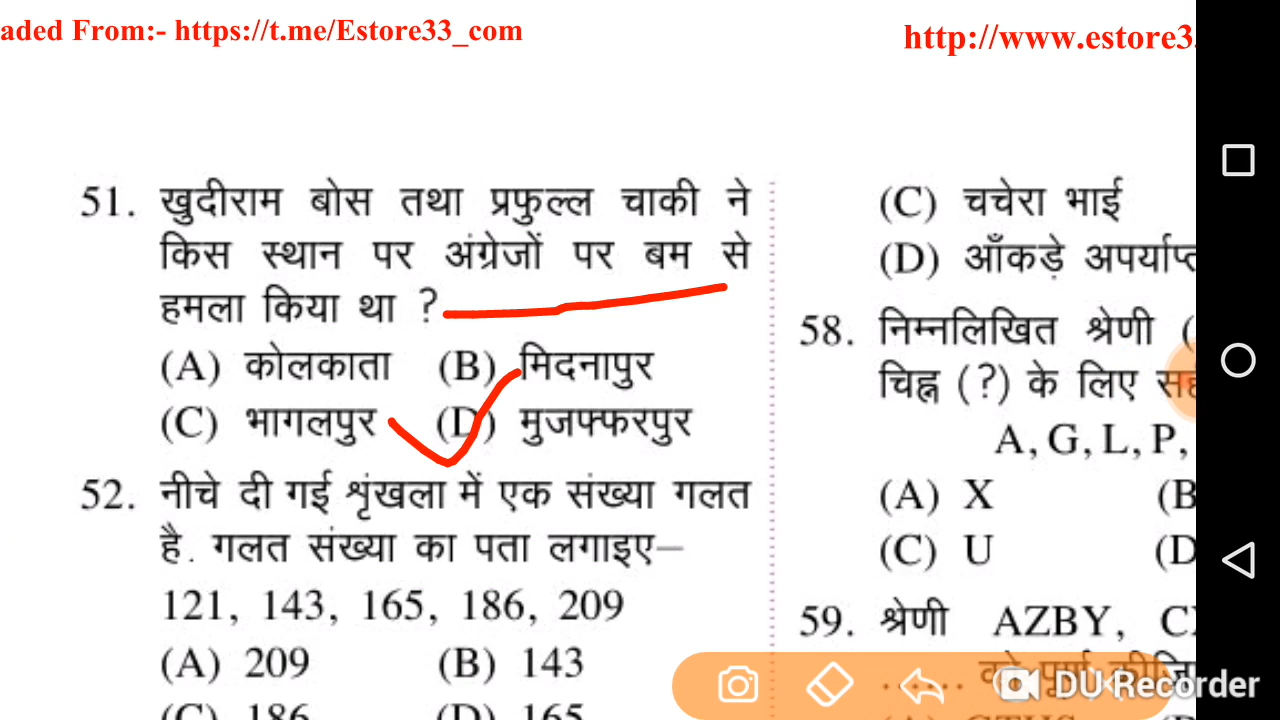 aded From:- https://t.me/Estore33_com
http://www.estore3
51. खुदीराम बोस तथा प्रफुल्ल चाकी ने
किस स्थान पर अंग्रेजों पर बम से
हमला किया था ?
(A) कोलकाता (B) मिदनापुर
(C) भागलपुर (D) मुजफ्फरपुर
52. नीचे दी गई शृंखला में एक संख्या गलत
है. गलत संख्या का पता लगाइए—
121, 143, 165, 186, 209
(A) 209 (B) 143
(C) 186 (D) 165
(C) चचेरा भाई
(D) आँकड़े अपर्याप्त
58. निम्नलिखित श्रेणी (
चिह्न (?) के लिए
A, G, L, P,
(A) X (B
(C) U (D
59. श्रेणी AZBY, C
...... को पूर्ण
DU Recorder